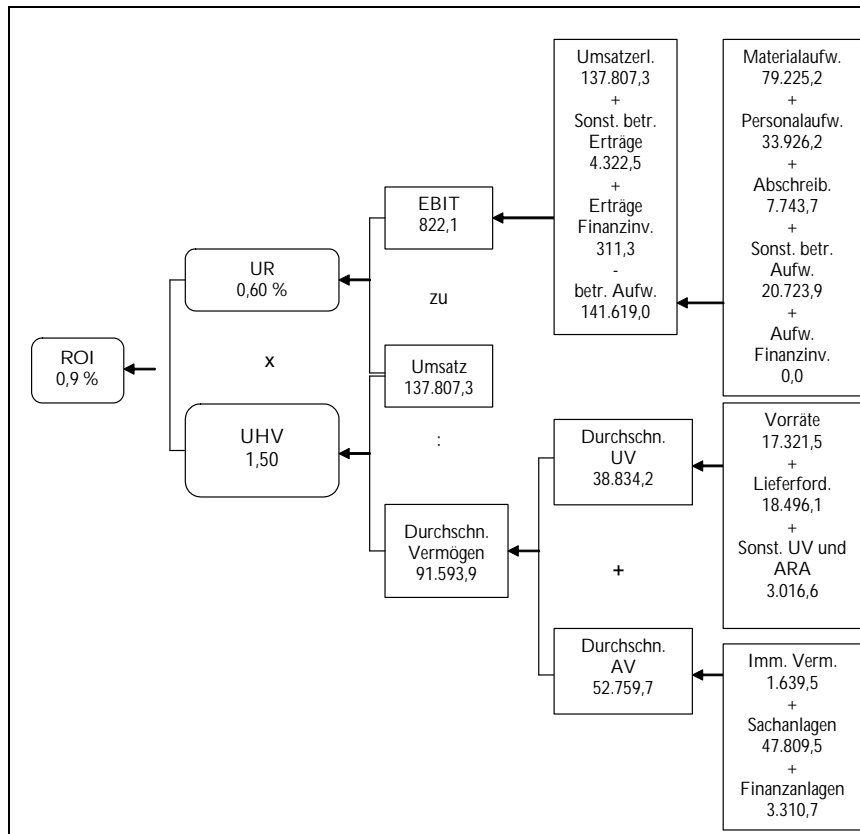 ROI
0,9 %
UR
0,60 %
x
UHV
1,50
EBIT
822,1
zu
Umsatz
137.807,3
:
Durchschn.
Vermögen
91.593,9
Umsatzerl.
137.807,3
+
Sonst. betr.
Erträge
4.322,5
+
Erträge
Finanzinv.
311,3
-
betr. Aufw.
141.619,0
Materialaufw.
79.225,2
+
Personalaufw.
33.926,2
+
Abschreib.
7.743,7
+
Sonst. betr.
Aufw.
20.723,9
+
Aufw.
Finanzinv.
0,0
Durchschn.
UV
38.834,2
+
Durchschn.
AV
52.759,7
Vorräte
17.321,5
+
Lieferford.
18.496,1
+
Sonst. UV und
ARA
3.016,6
Imm. Verm.
1.639,5
+
Sachanlagen
47.809,5
+
Finanzanlagen
3.310,7